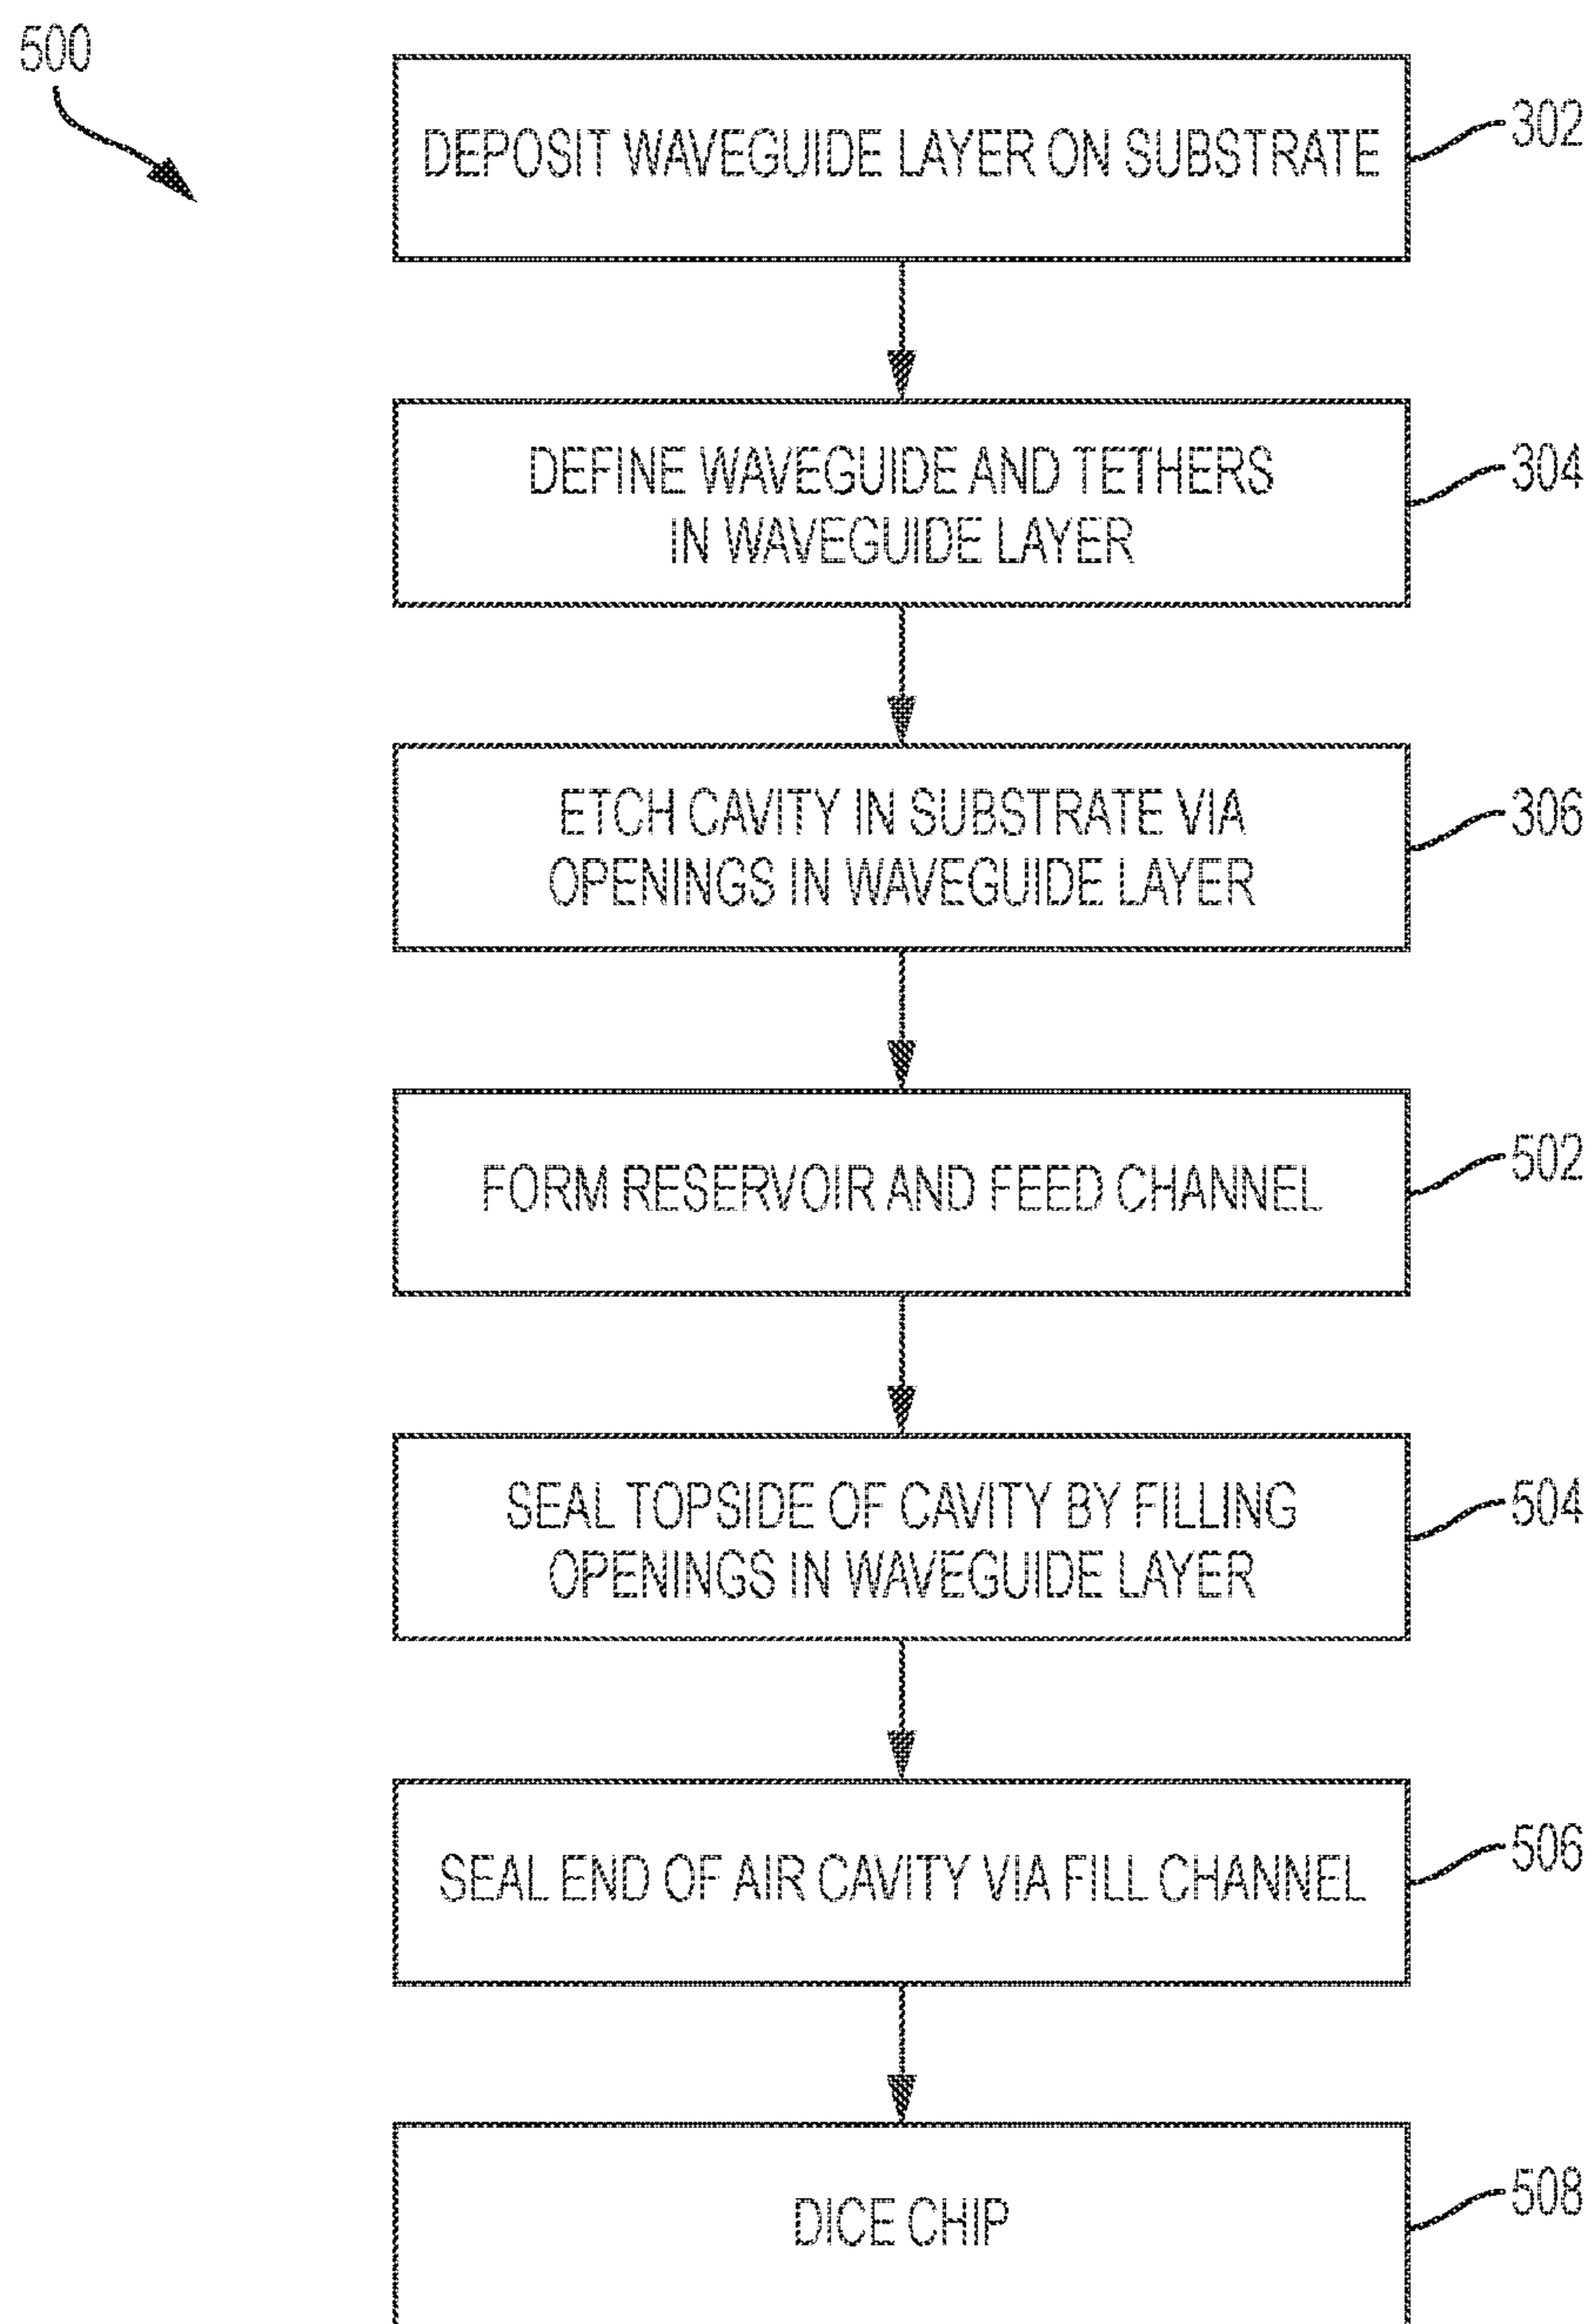 500
DEPOSIT WAVEGUIDE LAYER ON SUBSTRATE
302
DEFINE WAVEGUIDE AND TETHERS
IN WAVEGUIDE LAYER
304
ETCH CAVITY IN SUBSTRATE VIA
OPENINGS IN WAVEGUIDE LAYER
306
FORM RESERVOIR AND FEED CHANNEL
502
SEAL TOPSIDE OF CAVITY BY FILLING
OPENINGS IN WAVEGUIDE LAYER
504
SEAL END OF AIR CAVITY VIA FILL CHANNEL
506
DICE CHIP
508